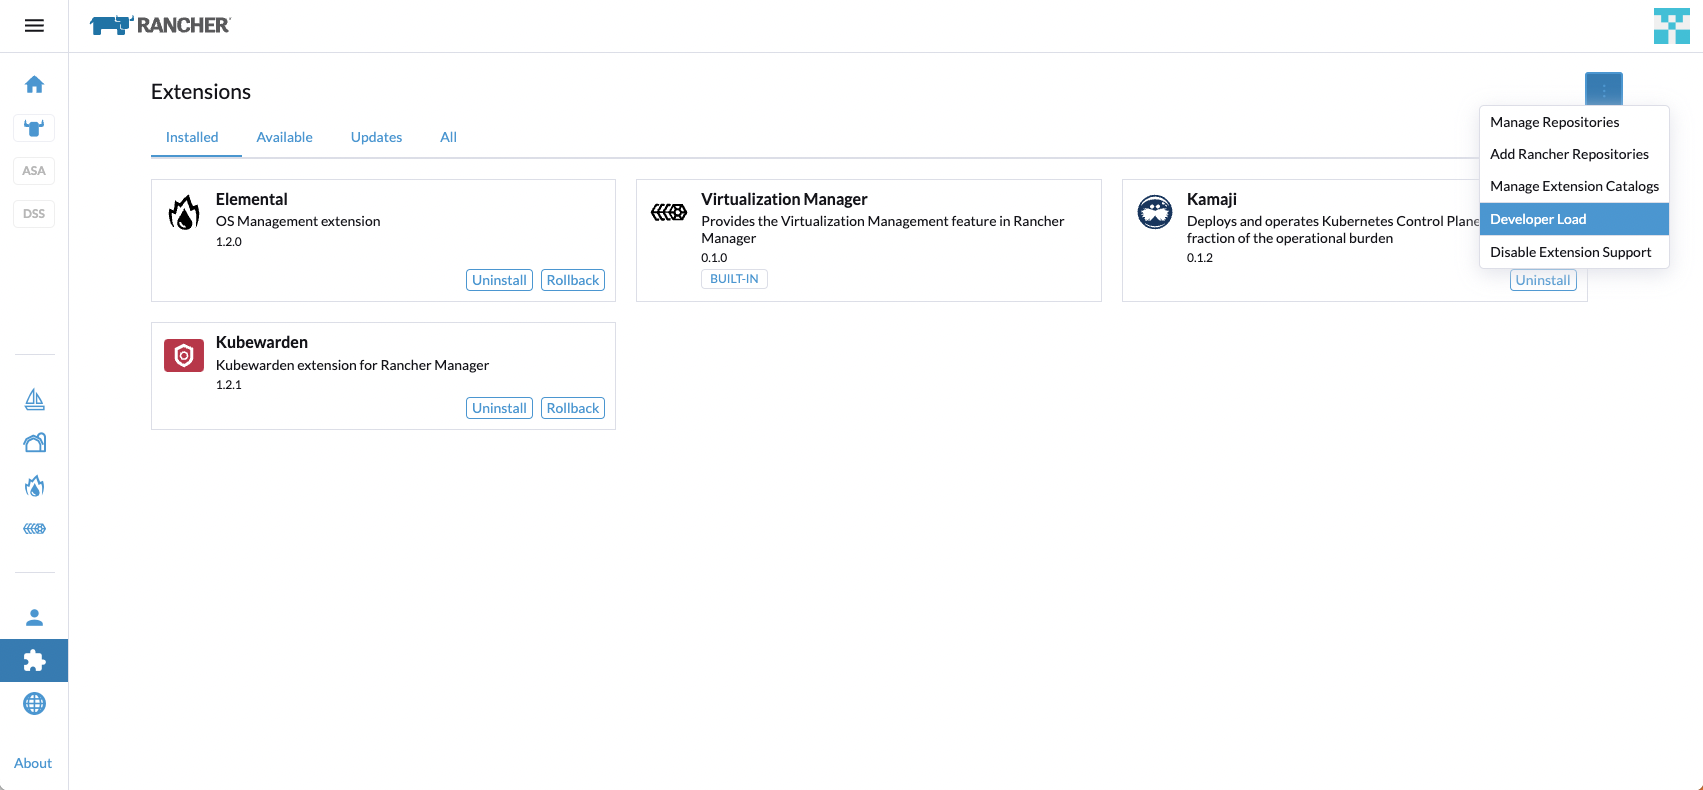 RANCHER
Extensions
Installed Available Updates All
Manage Repositories
Add Rancher Repositories
Manage Extension Catalogs
Developer Load
Disable Extension Support
ASA
DSS
Elemental
OS Management extension
1.2.0
Uninstall Rollback
Virtualization Manager
Provides the Virtualization Management feature in Rancher
Manager
0.1.0
BUILT-IN
Kamaji
Deploys and operates Kubernetes Control Plane
fraction of the operational burden
0.1.2
Uninstall
Kubewarden
Kubewarden extension for Rancher Manager
1.2.1
Uninstall Rollback
About